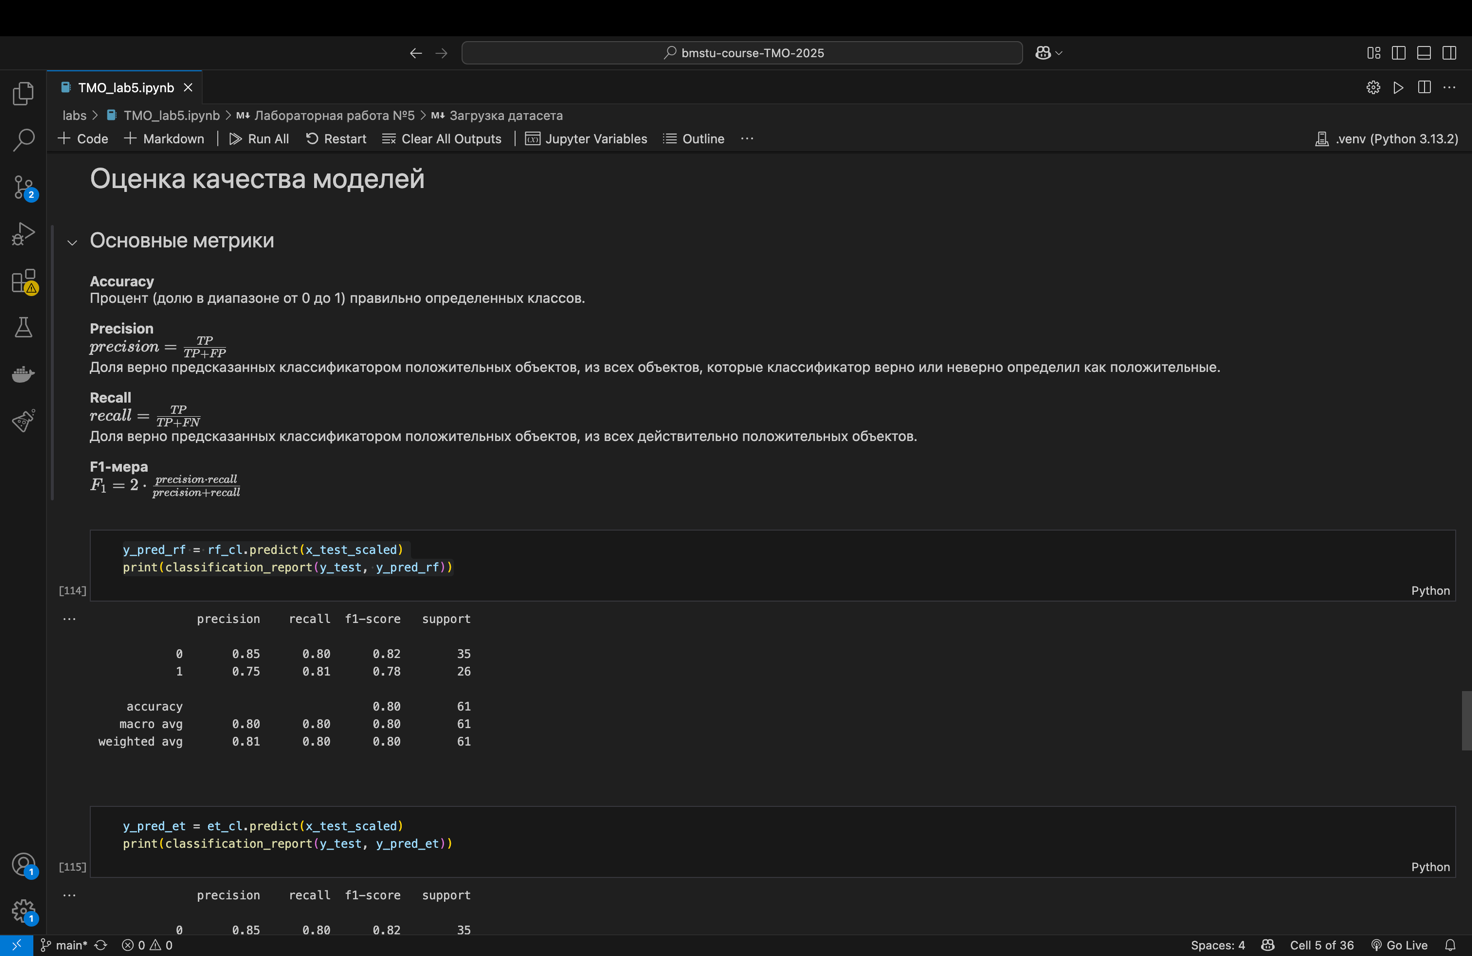 bmstu-course-TMO-2025
TMO_lab5.ipynb
labs > TMO_lab5.ipynb > M↓ Лабораторная работа №5 > M↓ Загрузка датасета
+ Code + Markdown | Run All Restart Clear All Outputs | Jupyter Variables Outline ··· .venv (Python 3.13.2)
Оценка качества моделей
2
Основные метрики
Accuracy
Процент (долю в диапазоне от 0 до 1) правильно определенных классов.
Precision
precision = TP / TP+FP
Доля верно предсказанных классификатором положительных объектов, из всех объектов, которые классификатор верно или неверно определил как положительные.
Recall
recall = TP / TP+FN
Доля верно предсказанных классификатором положительных объектов, из всех действительно положительных объектов.
F1-мера
F₁ = 2 · precision·recall / precision+recall
y_pred_rf = rf_cl.predict(x_test_scaled)
print(classification_report(y_test, y_pred_rf))
[114]
Python
precision recall f1-score support
0 0.85 0.80 0.82 35
1 0.75 0.81 0.78 26
accuracy 0.80 61
macro avg 0.80 0.80 0.80 61
weighted avg 0.81 0.80 0.80 61
y_pred_et = et_cl.predict(x_test_scaled)
print(classification_report(y_test, y_pred_et))
[115]
Python
1
precision recall f1-score support
1
0 0.85 0.80 0.82 35
main* 0 0 Spaces: 4 Cell 5 of 36 Go Live